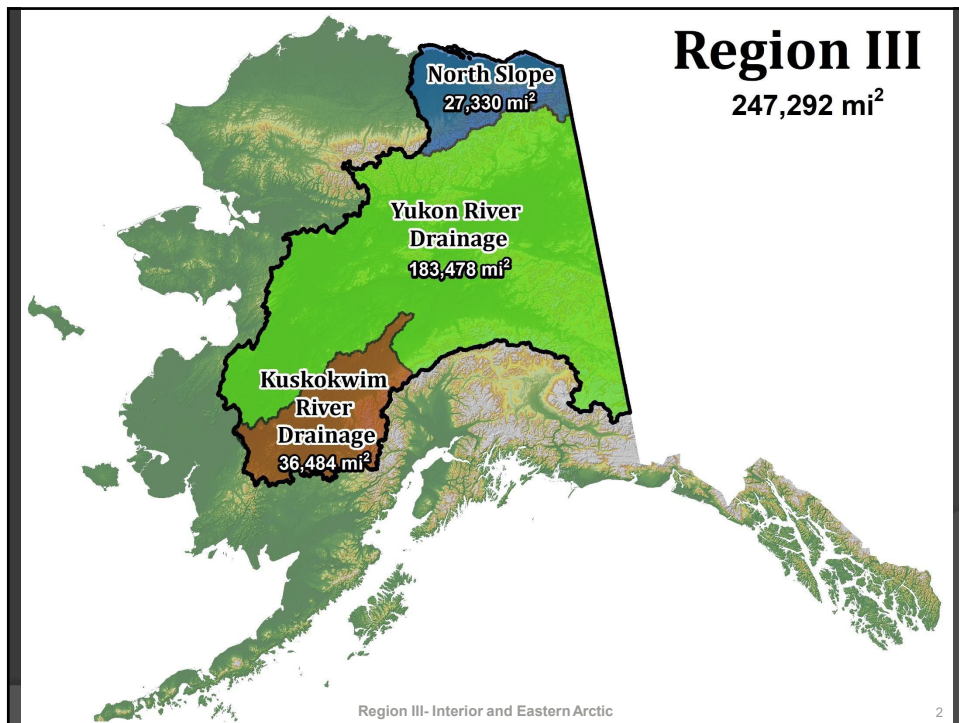 Region III
247,292 mi²
North Slope
27,330 mi²
Yukon River
Drainage
183,478 mi²
Kuskokwim
River
Drainage
36,484 mi²
Region III- Interior and Eastern Arctic
2